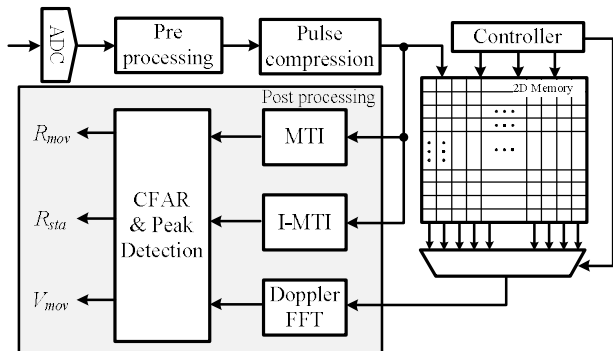 ADC
Pre
processing
Pulse
compression
Controller
2D Memory
Post processing
R_mov
R_sta
V_mov
CFAR
& Peak
Detection
MTI
I-MTI
Doppler
FFT